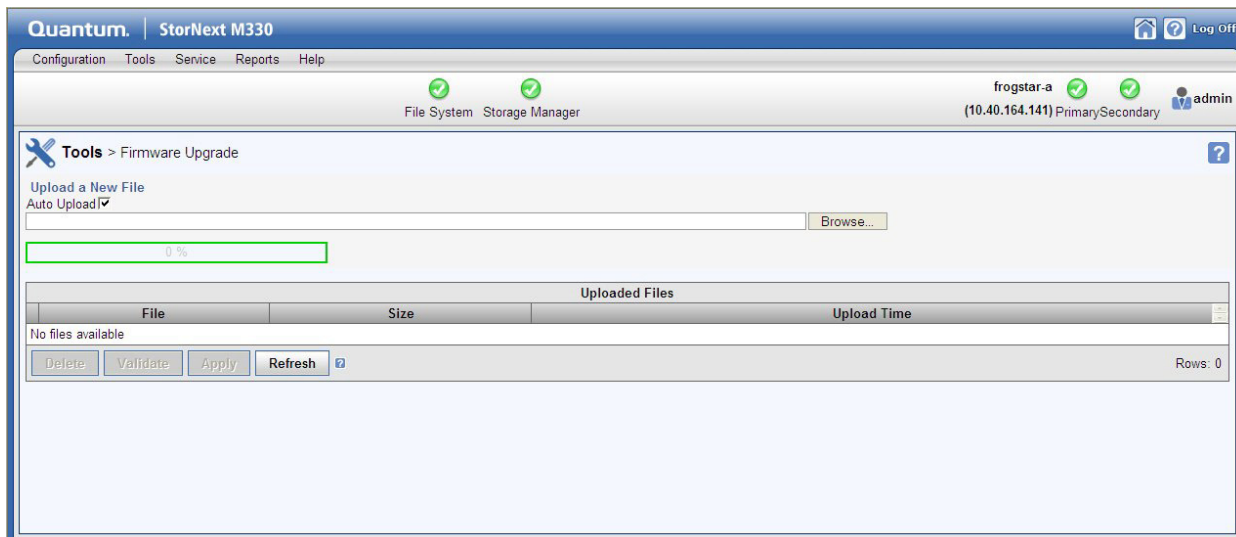 Quantum. | StorNext M330 Log Off
Configuration Tools Service Reports Help
File System Storage Manager
frogstar-a
(10.40.164.141) Primary Secondary
admin
Tools > Firmware Upgrade
Upload a New File
Auto Upload
Browse...
0 %
Uploaded Files
File Size Upload Time
No files available
Delete Validate Apply Refresh Rows: 0